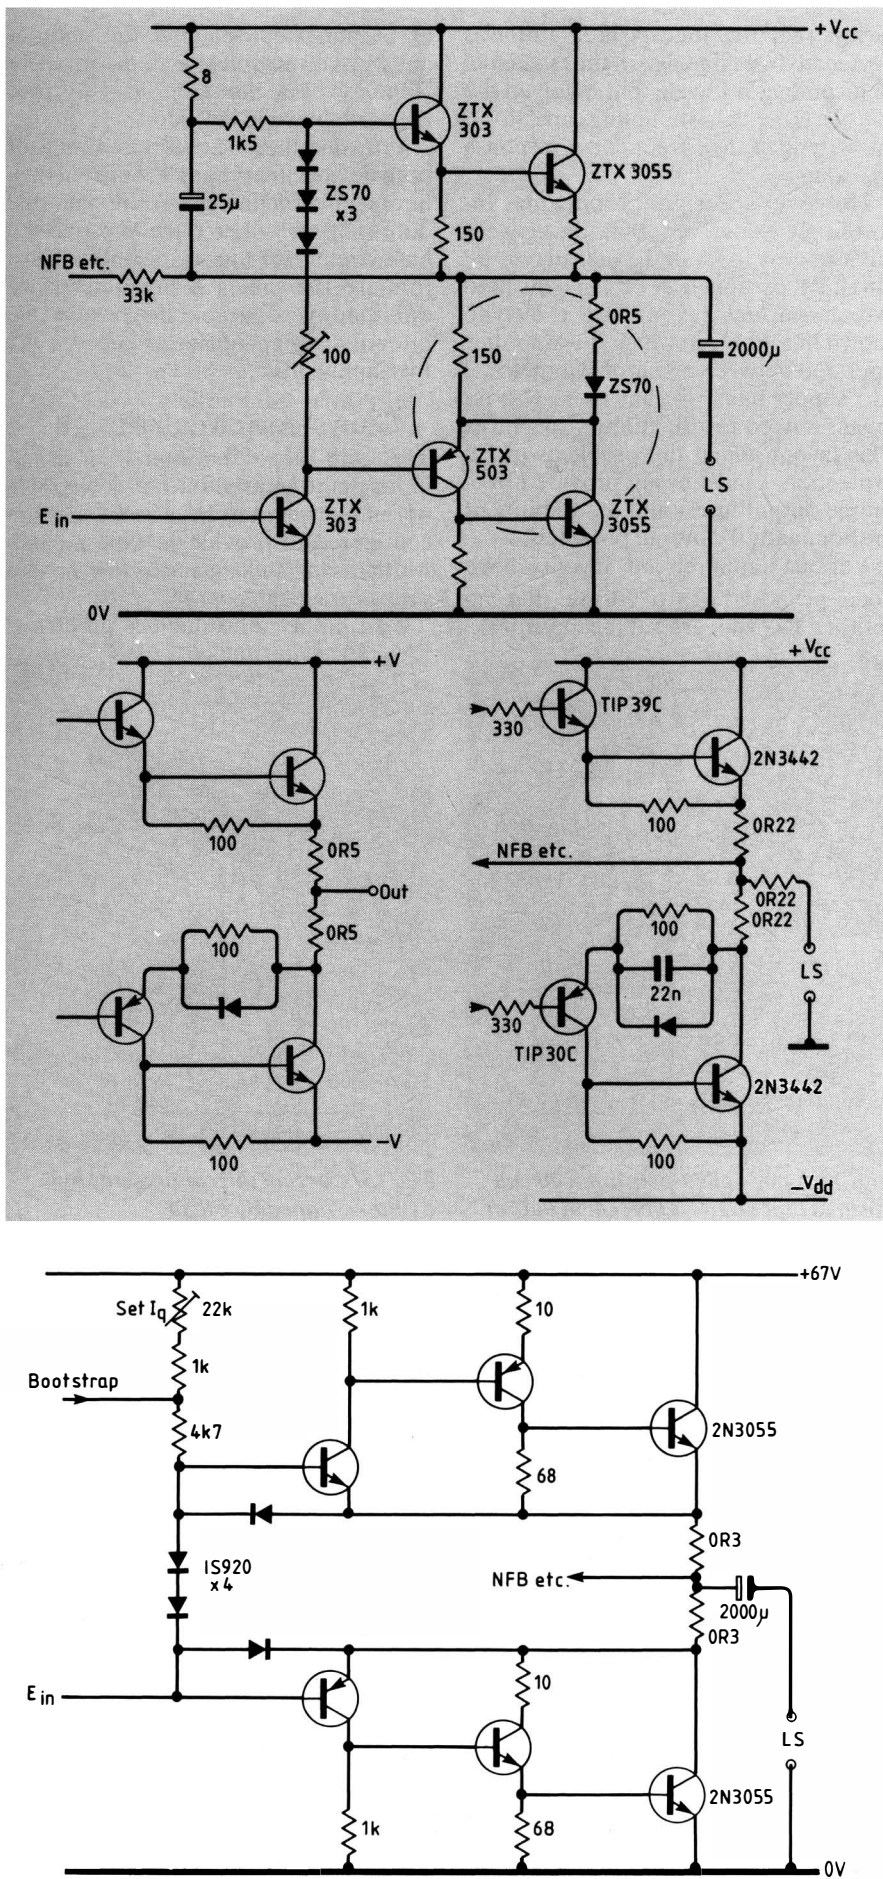 +Vcc
8
1k5
ZTX
303
ZTX 3055
25µ
ZS70
x3
150
NFB etc.
33k
0R5
100
150
2000µ
ZS70
ZTX
503
LS
E in
ZTX
303
ZTX
3055
0V
+V
+Vcc
TIP 39C
330
2N3442
100
100
0R22
0R5
NFB etc.
Out
0R22
0R22
0R5
100
100
LS
22n
330
TIP 30C
2N3442
-V
100
100
-Vdd
+67V
Set Iq
22k
1k
10
1k
Bootstrap
4k7
2N3055
68
0R3
IS920
x4
NFB etc.
2000µ
0R3
10
E in
LS
2N3055
1k
68
0V